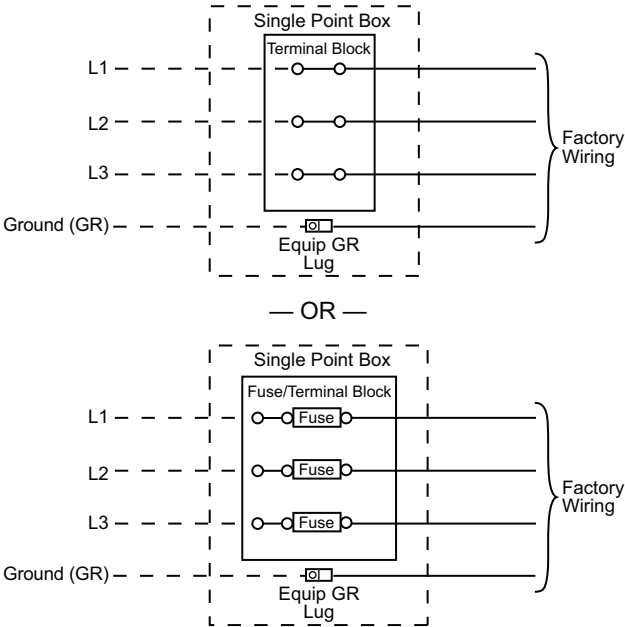 Single Point Box
Terminal Block
L1
L2
L3
Factory
Wiring
Ground (GR)
Equip GR
Lug
— OR —
Single Point Box
Fuse/Terminal Block
L1
Fuse
L2
Fuse
L3
Fuse
Factory
Wiring
Ground (GR)
Equip GR
Lug